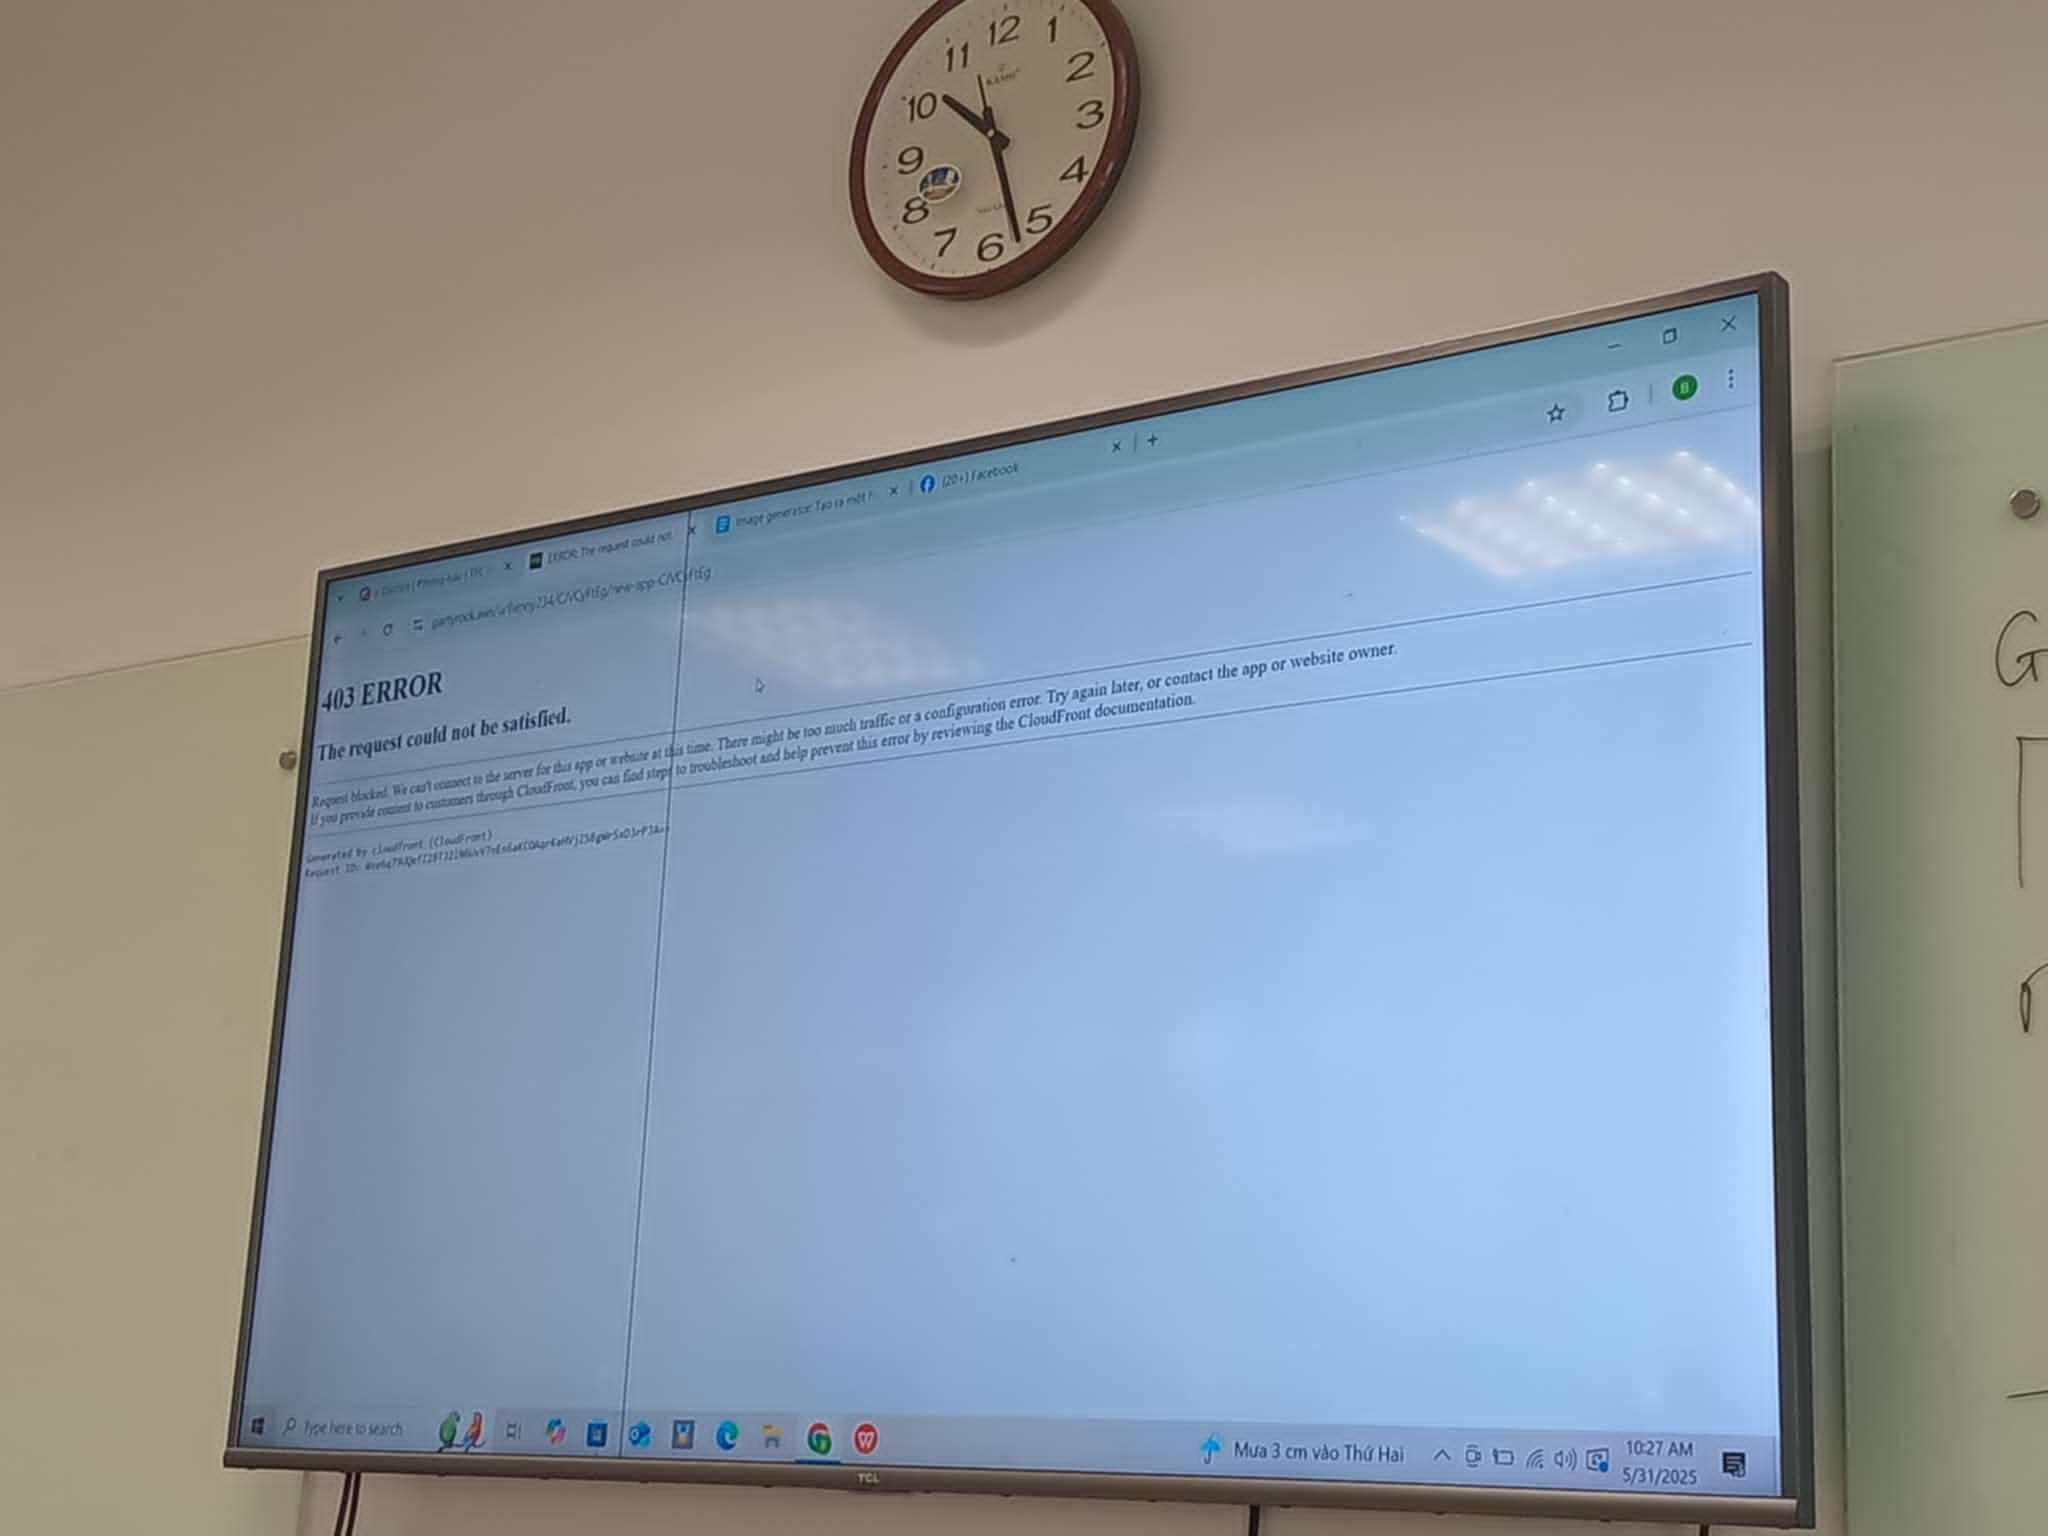 12
1
11
2
10
3
9
4
8
5
7
6
ERROR: The request could not
Image generator: Tạo ra một
(20+) Facebook
B
403 ERROR
The request could not be satisfied.
Request blocked. We can't connect to the server for this app or website at this time. There might be too much traffic or a configuration error. Try again later, or contact the app or website owner.
If you provide content to customers through CloudFront, you can find steps to troubleshoot and help prevent this error by reviewing the CloudFront documentation.
Generated by cloudfront (CloudFront)
Request ID:
G
Type here to search
Mưa 3 cm vào Thứ Hai
10:27 AM
5/31/2025
TCL